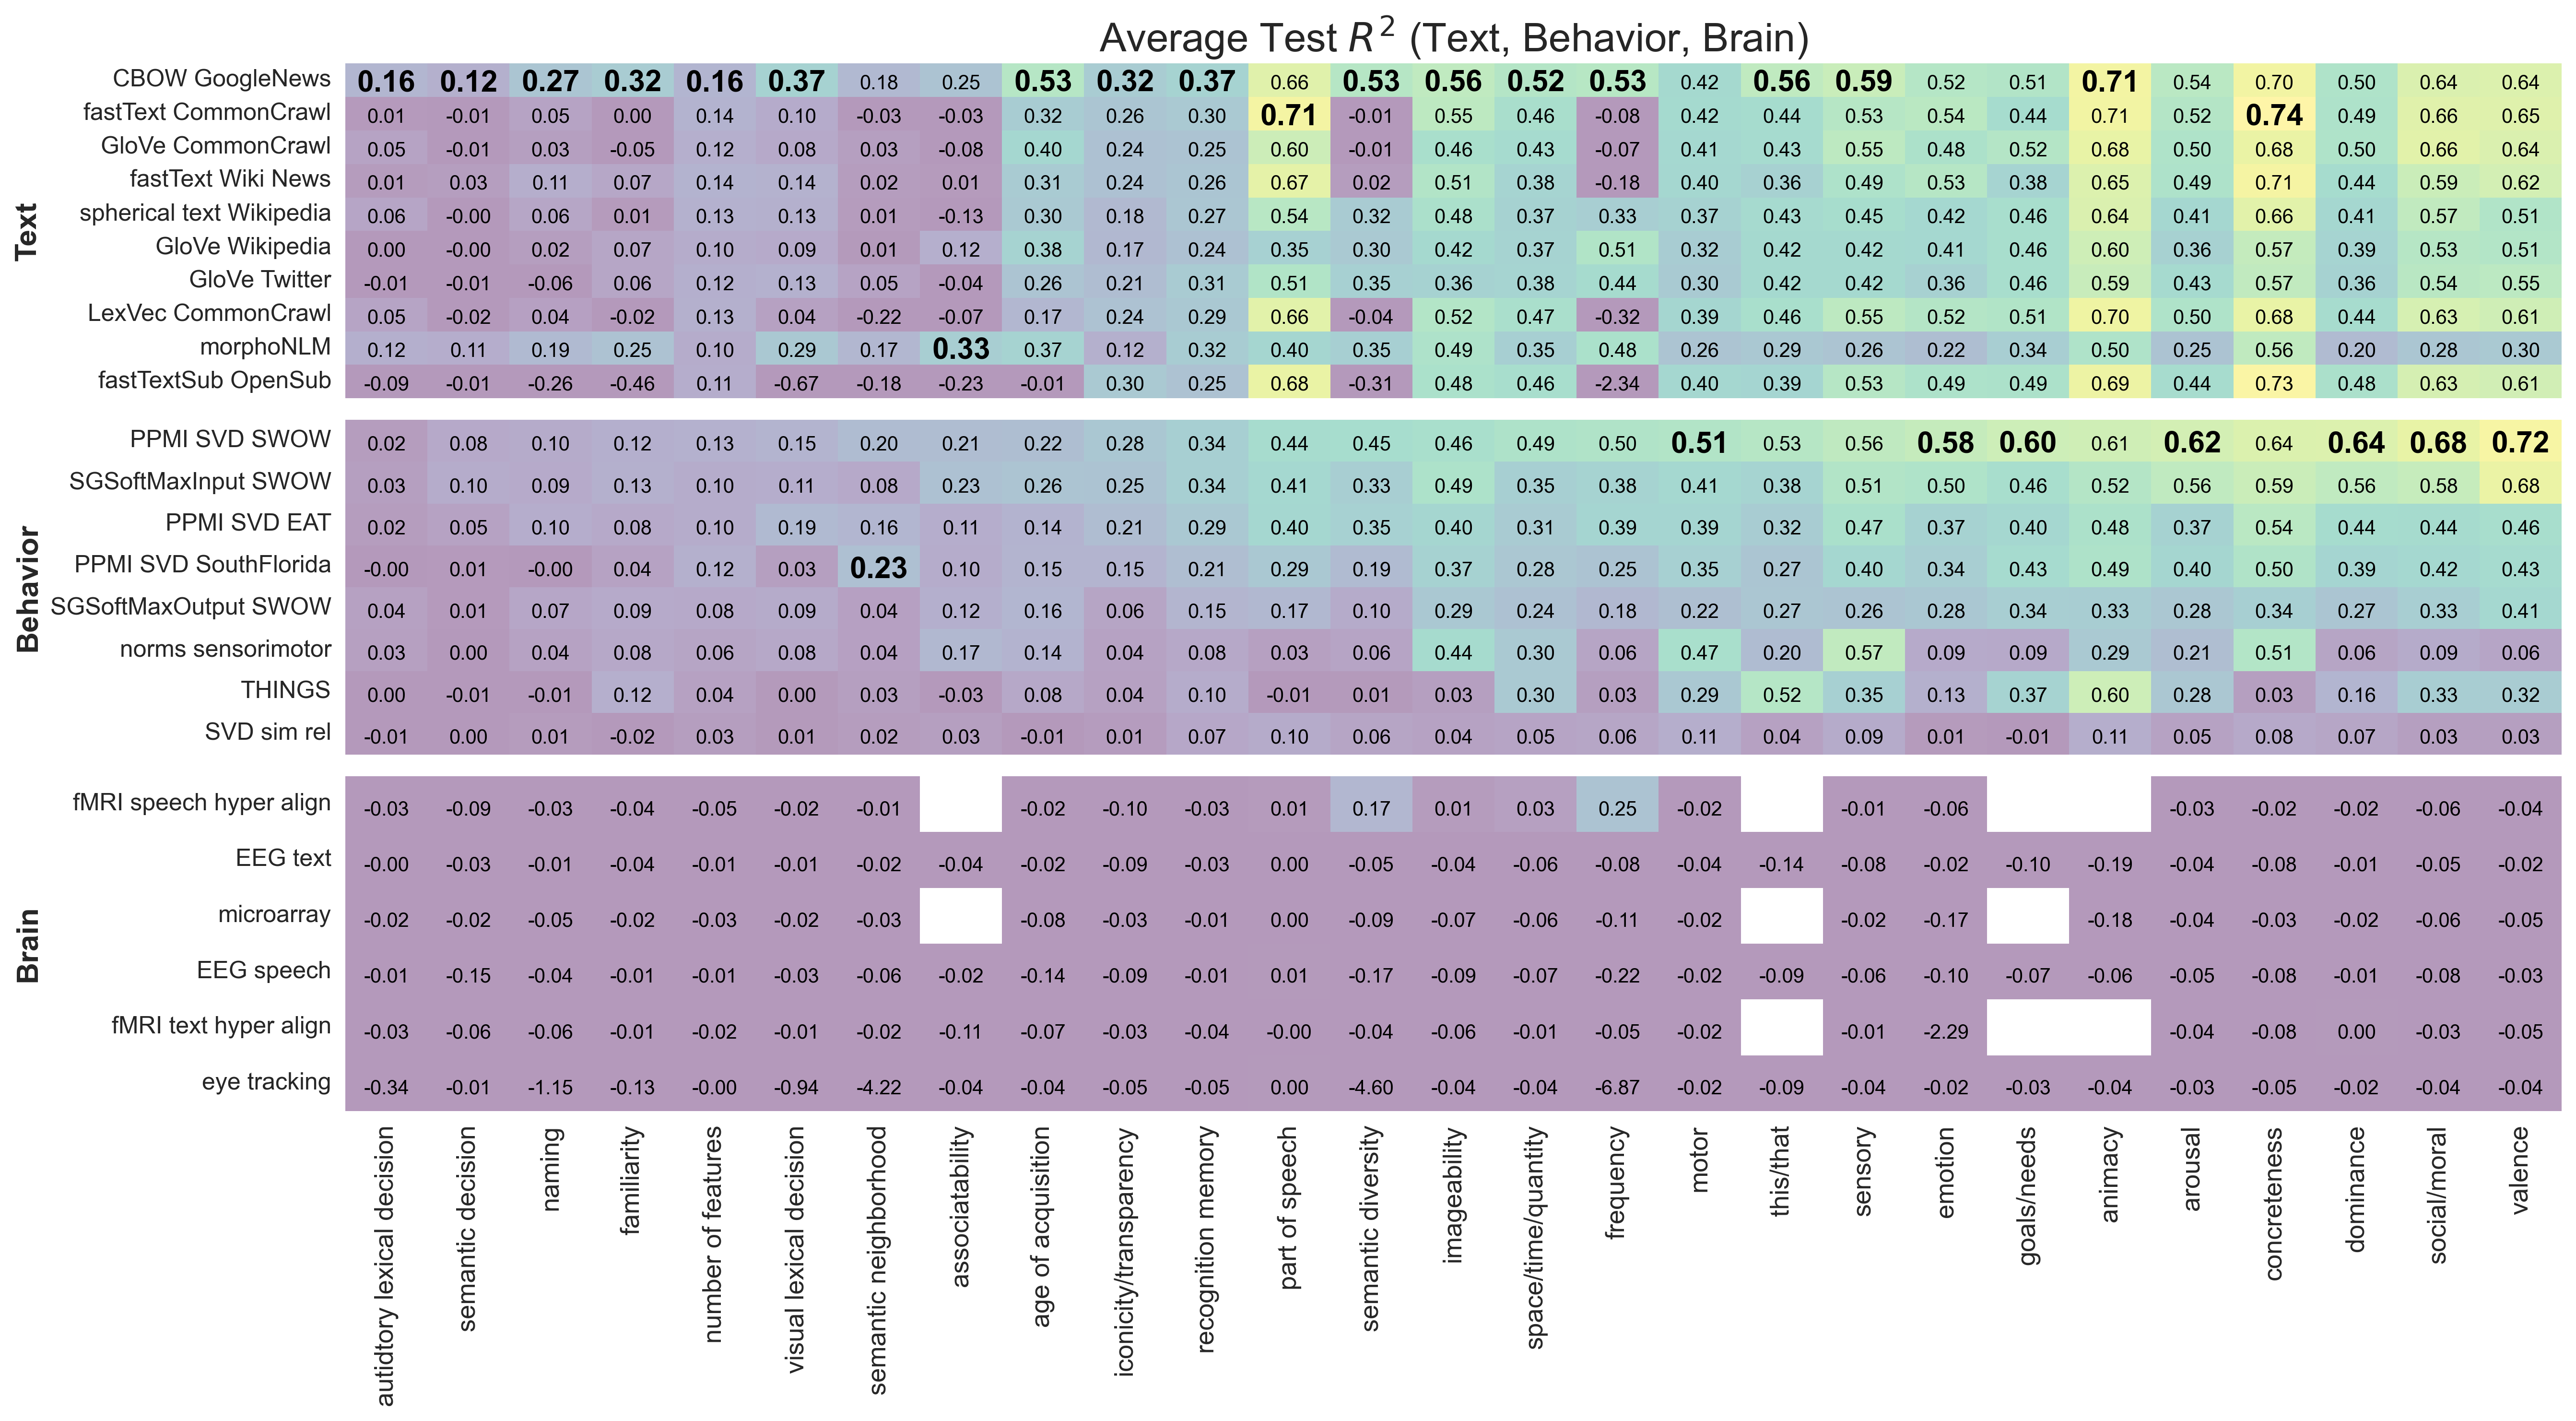 Average Test R² (Text, Behavior, Brain)
Text
CBOW GoogleNews 0.16 0.12 0.27 0.32 0.16 0.37 0.18 0.25 0.53 0.32 0.37 0.66 0.53 0.56 0.52 0.53 0.42 0.56 0.59 0.52 0.51 0.71 0.54 0.70 0.50 0.64 0.64
fastText CommonCrawl 0.01 -0.01 0.05 0.00 0.14 0.10 -0.03 -0.03 0.32 0.26 0.30 0.71 -0.01 0.55 0.46 -0.08 0.42 0.44 0.53 0.54 0.44 0.71 0.52 0.74 0.49 0.66 0.65
GloVe CommonCrawl 0.05 -0.01 0.03 -0.05 0.12 0.08 0.03 -0.08 0.40 0.24 0.25 0.60 -0.01 0.46 0.43 -0.07 0.41 0.43 0.55 0.48 0.52 0.68 0.50 0.68 0.50 0.66 0.64
fastText Wiki News 0.01 0.03 0.11 0.07 0.14 0.14 0.02 0.01 0.31 0.24 0.26 0.67 0.02 0.51 0.38 -0.18 0.40 0.36 0.49 0.53 0.38 0.65 0.49 0.71 0.44 0.59 0.62
spherical text Wikipedia 0.06 -0.00 0.06 0.01 0.13 0.13 0.01 -0.13 0.30 0.18 0.27 0.54 0.32 0.48 0.37 0.33 0.37 0.43 0.45 0.42 0.46 0.64 0.41 0.66 0.41 0.57 0.51
GloVe Wikipedia 0.00 -0.00 0.02 0.07 0.10 0.09 0.01 0.12 0.38 0.17 0.24 0.35 0.30 0.42 0.37 0.51 0.32 0.42 0.42 0.41 0.46 0.60 0.36 0.57 0.39 0.53 0.51
GloVe Twitter -0.01 -0.01 -0.06 0.06 0.12 0.13 0.05 -0.04 0.26 0.21 0.31 0.51 0.35 0.36 0.38 0.44 0.30 0.42 0.42 0.36 0.46 0.59 0.43 0.57 0.36 0.54 0.55
LexVec CommonCrawl 0.05 -0.02 0.04 -0.02 0.13 0.04 -0.22 -0.07 0.17 0.24 0.29 0.66 -0.04 0.52 0.47 -0.32 0.39 0.46 0.55 0.52 0.51 0.70 0.50 0.68 0.44 0.63 0.61
morphoNLM 0.12 0.11 0.19 0.25 0.10 0.29 0.17 0.33 0.37 0.12 0.32 0.40 0.35 0.49 0.35 0.48 0.26 0.29 0.26 0.22 0.34 0.50 0.25 0.56 0.20 0.28 0.30
fastTextSub OpenSub -0.09 -0.01 -0.26 -0.46 0.11 -0.67 -0.18 -0.23 -0.01 0.30 0.25 0.68 -0.31 0.48 0.46 -2.34 0.40 0.39 0.53 0.49 0.49 0.69 0.44 0.73 0.48 0.63 0.61
Behavior
PPMI SVD SWOW 0.02 0.08 0.10 0.12 0.13 0.15 0.20 0.21 0.22 0.28 0.34 0.44 0.45 0.46 0.49 0.50 0.51 0.53 0.56 0.58 0.60 0.61 0.62 0.64 0.64 0.68 0.72
SGSoftMaxInput SWOW 0.03 0.10 0.09 0.13 0.10 0.11 0.08 0.23 0.26 0.25 0.34 0.41 0.33 0.49 0.35 0.38 0.41 0.38 0.51 0.50 0.46 0.52 0.56 0.59 0.56 0.58 0.68
PPMI SVD EAT 0.02 0.05 0.10 0.08 0.10 0.19 0.16 0.11 0.14 0.21 0.29 0.40 0.35 0.40 0.31 0.39 0.39 0.32 0.47 0.37 0.40 0.48 0.37 0.54 0.44 0.44 0.46
PPMI SVD SouthFlorida -0.00 0.01 -0.00 0.04 0.12 0.03 0.23 0.10 0.15 0.15 0.21 0.29 0.19 0.37 0.28 0.25 0.35 0.27 0.40 0.34 0.43 0.49 0.40 0.50 0.39 0.42 0.43
SGSoftMaxOutput SWOW 0.04 0.01 0.07 0.09 0.08 0.09 0.04 0.12 0.16 0.06 0.15 0.17 0.10 0.29 0.24 0.18 0.22 0.27 0.26 0.28 0.34 0.33 0.28 0.34 0.27 0.33 0.41
norms sensorimotor 0.03 0.00 0.04 0.08 0.06 0.08 0.04 0.17 0.14 0.04 0.08 0.03 0.06 0.44 0.30 0.06 0.47 0.20 0.57 0.09 0.09 0.29 0.21 0.51 0.06 0.09 0.06
THINGS 0.00 -0.01 -0.01 0.12 0.04 0.00 0.03 -0.03 0.08 0.04 0.10 -0.01 0.01 0.03 0.30 0.03 0.29 0.52 0.35 0.13 0.37 0.60 0.28 0.03 0.16 0.33 0.32
SVD sim rel -0.01 0.00 0.01 -0.02 0.03 0.01 0.02 0.03 -0.01 0.01 0.07 0.10 0.06 0.04 0.05 0.06 0.11 0.04 0.09 0.01 -0.01 0.11 0.05 0.08 0.07 0.03 0.03
Brain
fMRI speech hyper align -0.03 -0.09 -0.03 -0.04 -0.05 -0.02 -0.01 -0.02 -0.10 -0.03 0.01 0.17 0.01 0.03 0.25 -0.02 -0.01 -0.06 -0.03 -0.02 -0.02 -0.06 -0.04
EEG text -0.00 -0.03 -0.01 -0.04 -0.01 -0.01 -0.02 -0.04 -0.02 -0.09 -0.03 0.00 -0.05 -0.04 -0.06 -0.08 -0.04 -0.14 -0.08 -0.02 -0.10 -0.19 -0.04 -0.08 -0.01 -0.05 -0.02
microarray -0.02 -0.02 -0.05 -0.02 -0.03 -0.02 -0.03 -0.08 -0.03 -0.01 0.00 -0.09 -0.07 -0.06 -0.11 -0.02 -0.02 -0.17 -0.18 -0.04 -0.03 -0.02 -0.06 -0.05
EEG speech -0.01 -0.15 -0.04 -0.01 -0.01 -0.03 -0.06 -0.02 -0.14 -0.09 -0.01 0.01 -0.17 -0.09 -0.07 -0.22 -0.02 -0.09 -0.06 -0.10 -0.07 -0.06 -0.05 -0.08 -0.01 -0.08 -0.03
fMRI text hyper align -0.03 -0.06 -0.06 -0.01 -0.02 -0.01 -0.02 -0.11 -0.07 -0.03 -0.04 -0.00 -0.04 -0.06 -0.01 -0.05 -0.02 -0.01 -2.29 -0.04 -0.08 0.00 -0.03 -0.05
eye tracking -0.34 -0.01 -1.15 -0.13 -0.00 -0.94 -4.22 -0.04 -0.04 -0.05 -0.05 0.00 -4.60 -0.04 -0.04 -6.87 -0.02 -0.09 -0.04 -0.02 -0.03 -0.04 -0.03 -0.05 -0.02 -0.04 -0.04
autidtory lexical decision
semantic decision
naming
familiarity
number of features
visual lexical decision
semantic neighborhood
associatability
age of acquisition
iconicity/transparency
recognition memory
part of speech
semantic diversity
imageability
space/time/quantity
frequency
motor
this/that
sensory
emotion
goals/needs
animacy
arousal
concreteness
dominance
social/moral
valence